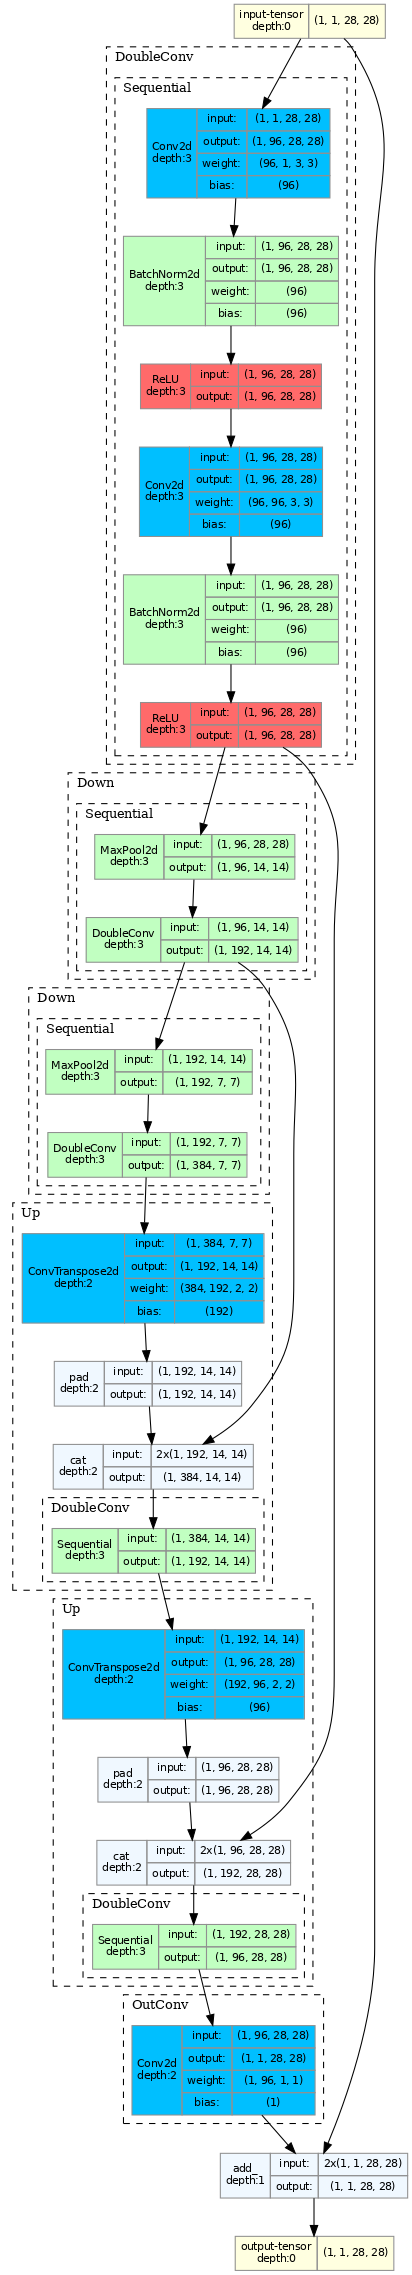 input-tensor
depth:0
(1, 1, 28, 28)
DoubleConv
Sequential
Conv2d
depth:3
input:
(1, 1, 28, 28)
output:
(1, 96, 28, 28)
weight:
(96, 1, 3, 3)
bias:
(96)
BatchNorm2d
depth:3
input:
(1, 96, 28, 28)
output:
(1, 96, 28, 28)
weight:
(96)
bias:
(96)
ReLU
depth:3
input:
(1, 96, 28, 28)
output:
(1, 96, 28, 28)
Conv2d
depth:3
input:
(1, 96, 28, 28)
output:
(1, 96, 28, 28)
weight:
(96, 96, 3, 3)
bias:
(96)
BatchNorm2d
depth:3
input:
(1, 96, 28, 28)
output:
(1, 96, 28, 28)
weight:
(96)
bias:
(96)
ReLU
depth:3
input:
(1, 96, 28, 28)
output:
(1, 96, 28, 28)
Down
Sequential
MaxPool2d
depth:3
input:
(1, 96, 28, 28)
output:
(1, 96, 14, 14)
DoubleConv
depth:3
input:
(1, 96, 14, 14)
output:
(1, 192, 14, 14)
Down
Sequential
MaxPool2d
depth:3
input:
(1, 192, 14, 14)
output:
(1, 192, 7, 7)
DoubleConv
depth:3
input:
(1, 192, 7, 7)
output:
(1, 384, 7, 7)
Up
ConvTranspose2d
depth:2
input:
(1, 384, 7, 7)
output:
(1, 192, 14, 14)
weight:
(384, 192, 2, 2)
bias:
(192)
pad
depth:2
input:
(1, 192, 14, 14)
output:
(1, 192, 14, 14)
cat
depth:2
input:
2x(1, 192, 14, 14)
output:
(1, 384, 14, 14)
DoubleConv
Sequential
depth:3
input:
(1, 384, 14, 14)
output:
(1, 192, 14, 14)
Up
ConvTranspose2d
depth:2
input:
(1, 192, 14, 14)
output:
(1, 96, 28, 28)
weight:
(192, 96, 2, 2)
bias:
(96)
pad
depth:2
input:
(1, 96, 28, 28)
output:
(1, 96, 28, 28)
cat
depth:2
input:
2x(1, 96, 28, 28)
output:
(1, 192, 28, 28)
DoubleConv
Sequential
depth:3
input:
(1, 192, 28, 28)
output:
(1, 96, 28, 28)
OutConv
Conv2d
depth:2
input:
(1, 96, 28, 28)
output:
(1, 1, 28, 28)
weight:
(1, 96, 1, 1)
bias:
(1)
add_
depth:1
input:
2x(1, 1, 28, 28)
output:
(1, 1, 28, 28)
output-tensor
depth:0
(1, 1, 28, 28)